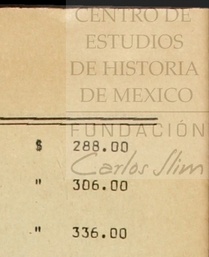 CENTRO DE
ESTUDIOS
DE HISTORIA
DE MEXICO
FUNDACIÓN
Carlos Slim
$ 288.00
" 306.00
" 336.00